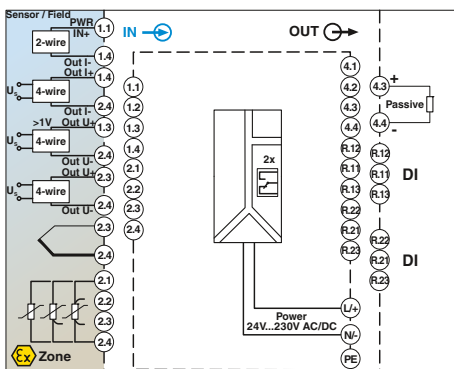 Sensor / Field
PWR
IN+
1.1
2-wire
1.4
Out I-
Out I+
1.4
Us
4-wire
2.4
Out I-
>1V
Out U+
1.3
Us
4-wire
2.4
Out U-
Out U+
2.3
Us
4-wire
2.4
Out U-
2.3
2.4
2.1
2.2
2.3
2.4
Ex Zone
IN
1.1
1.2
1.3
1.4
2.1
2.2
2.3
2.4
2x
Power
24V...230V AC/DC
OUT
4.1
4.2
4.3
4.4
R.12
R.11
R.13
R.22
R.21
R.23
L/+
N/-
PE
4.3
+
Passive
4.4
-
R.12
R.11
R.13
DI
R.22
R.21
R.23
DI